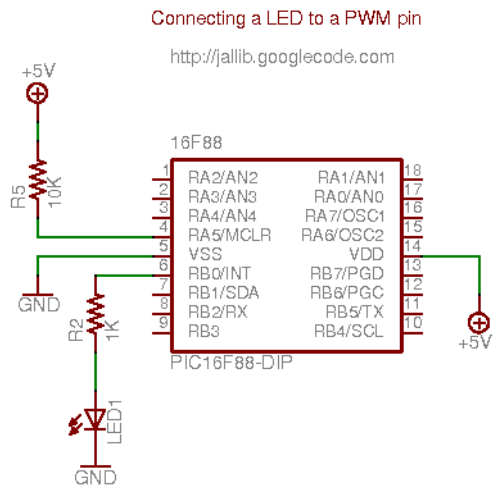 Connecting a LED to a PWM pin
http://jallib.googlecode.com
+5V
16F88
R5
10K
1 RA2/AN2 RA1/AN1 18
2 RA3/AN3 RA0/AN0 17
3 RA4/AN4 RA7/OSC1 16
4 RA5/MCLR RA6/OSC2 15
5 VSS VDD 14
6 RB0/INT RB7/PGD 13
7 RB1/SDA RB6/PGC 12
8 RB2/RX RB5/TX 11
9 RB3 RB4/SCL 10
GND
R2
1K
+5V
PIC16F88-DIP
LED1
GND